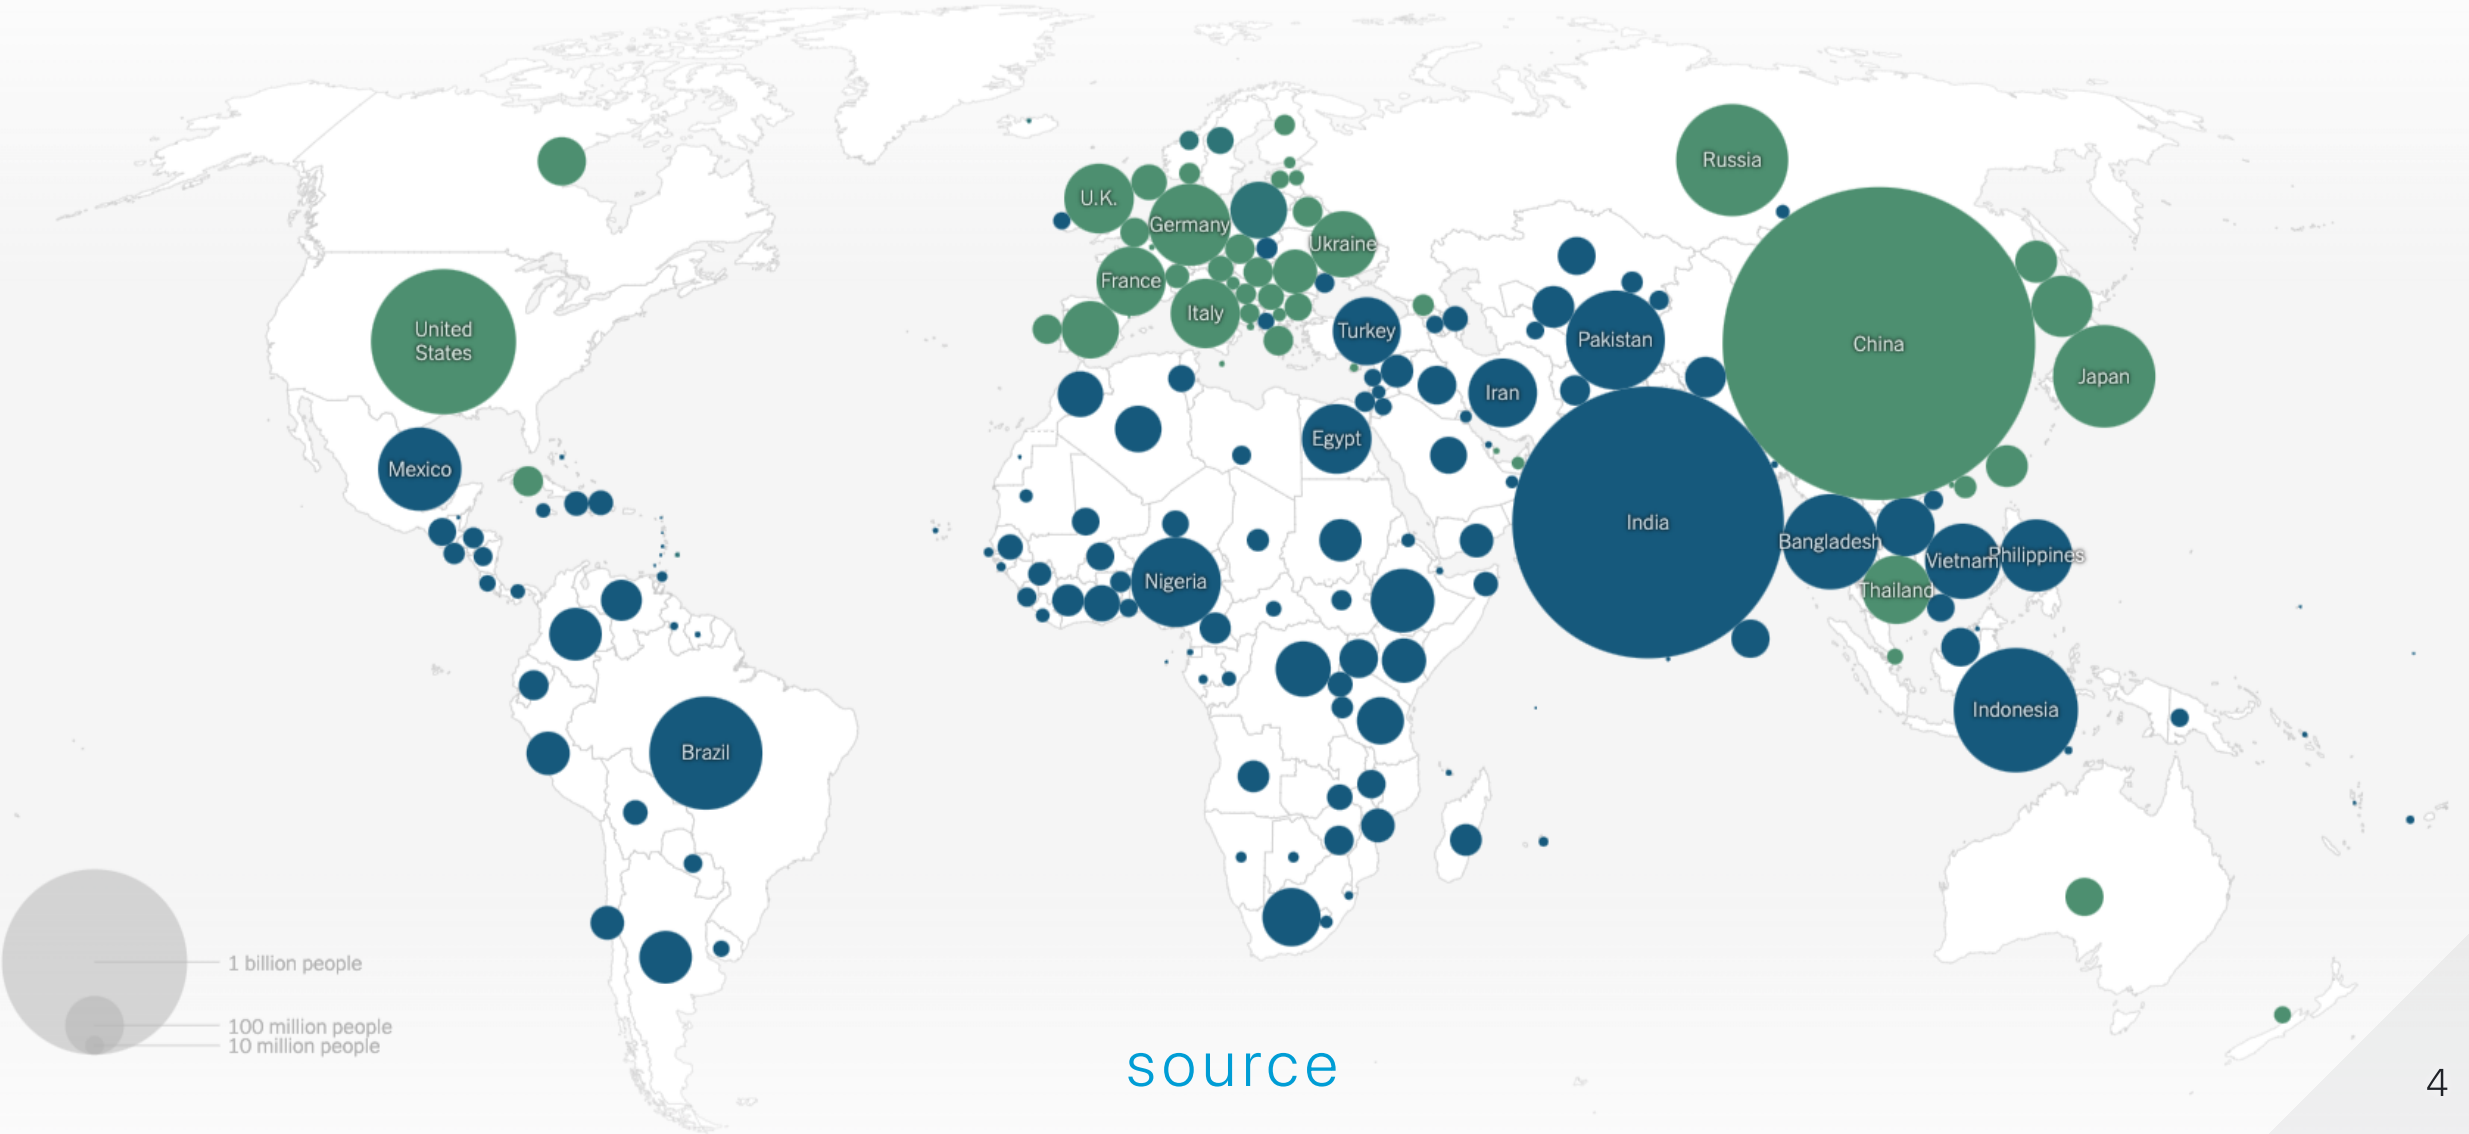 Russia
U.K.
Germany
Ukraine
France
Italy
United
States
Turkey
Pakistan
China
Japan
Iran
Mexico
Egypt
India
Bangladesh
Vietnam
Philippines
Nigeria
Thailand
Indonesia
Brazil
1 billion people
100 million people
10 million people
source
4